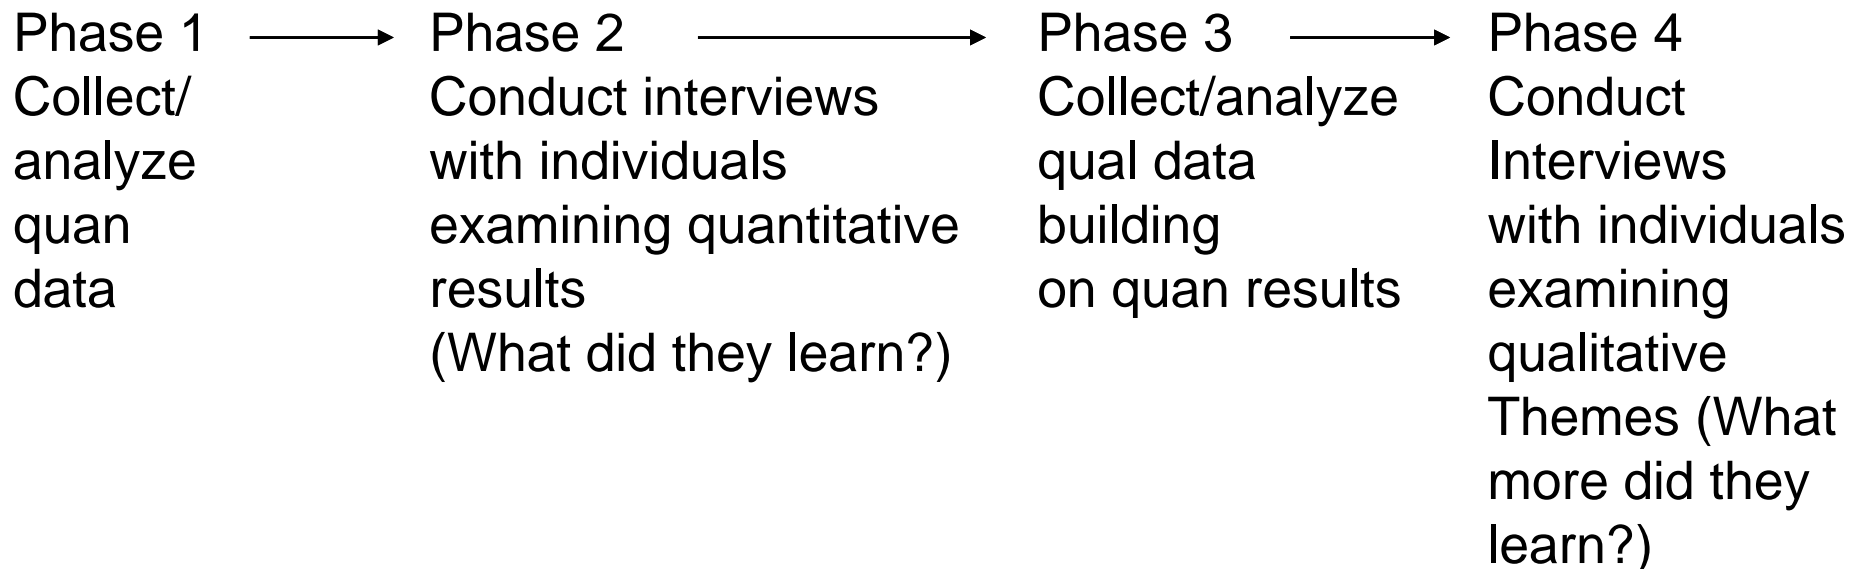 Phase 1
Collect/
analyze
quan
data
Phase 2
Conduct interviews
with individuals
examining quantitative
results
(What did they learn?)
Phase 3
Collect/analyze
qual data
building
on quan results
Phase 4
Conduct
Interviews
with individuals
examining
qualitative
Themes (What
more did they
learn?)